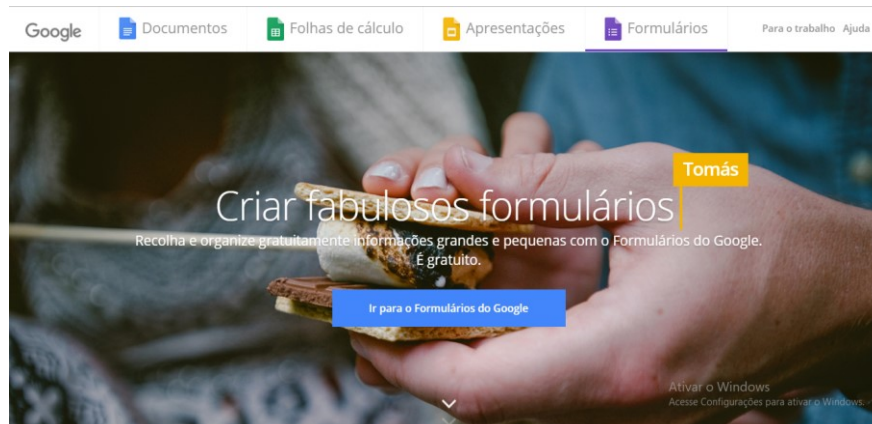 Google
Documentos
Folhas de cálculo
Apresentações
Formulários
Para o trabalho
Ajuda
Tomás
Criar fabulosos formulários
Recolha e organize gratuitamente informações grandes e pequenas com o Formulários do Google.
É gratuito.
Ir para o Formulários do Google
Ativar o Windows
Acesse Configurações para ativar o Windows.